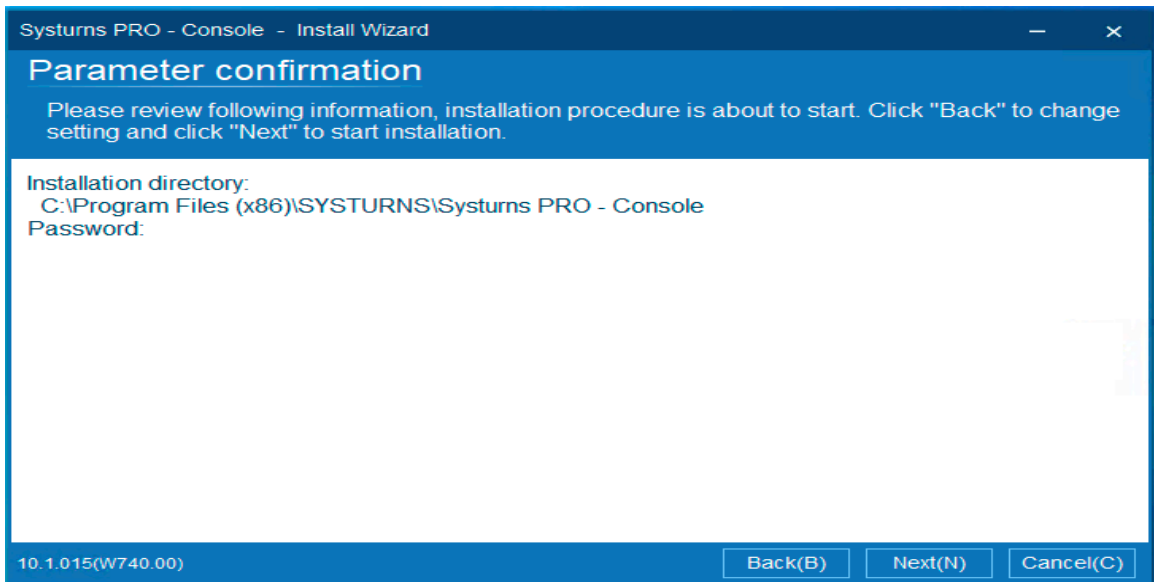 Systurns PRO - Console - Install Wizard
Parameter confirmation
Please review following information, installation procedure is about to start. Click "Back" to change
setting and click "Next" to start installation.
Installation directory:
C:\Program Files (x86)\SYSTURNS\Systurns PRO - Console
Password:
10.1.015(W740.00)
Back(B)
Next(N)
Cancel(C)